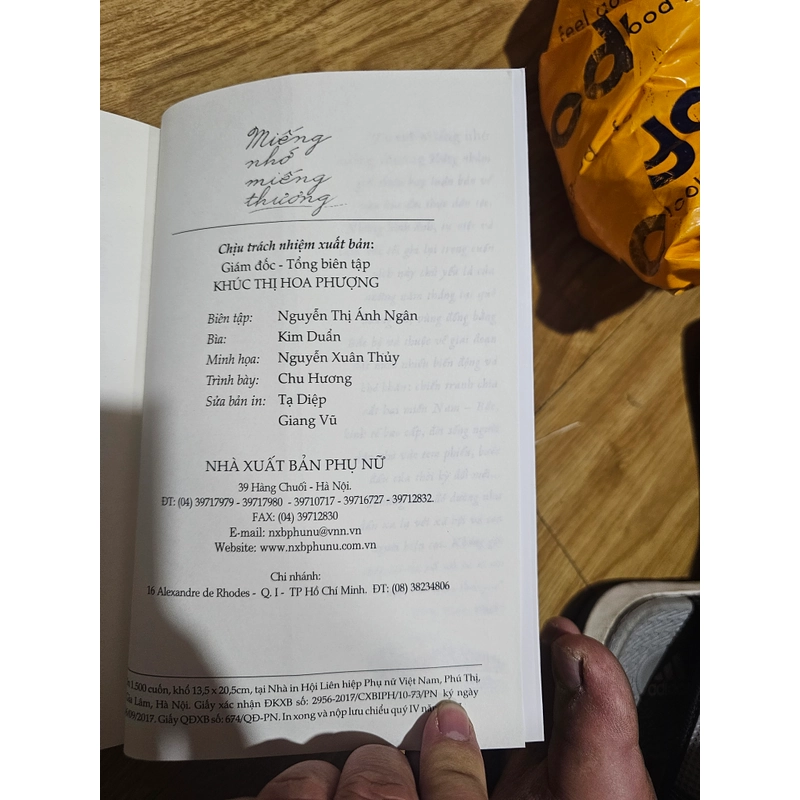 Miếng
nhớ
miếng
thương
Chịu trách nhiệm xuất bản:
Giám đốc - Tổng biên tập
KHÚC THỊ HOA PHƯỢNG
Biên tập: Nguyễn Thị Ánh Ngân
Bìa: Kim Duẩn
Minh họa: Nguyễn Xuân Thủy
Trình bày: Chu Hương
Sửa bản in: Tạ Diệp
Giang Vũ
NHÀ XUẤT BẢN PHỤ NỮ
39 Hàng Chuối - Hà Nội.
ĐT: (04) 39717979 - 39717980 - 39710717 - 39716727 - 39712832.
FAX: (04) 39712830
E-mail: nxbphunu@vnn.vn
Website: www.nxbphunu.com.vn
Chi nhánh:
16 Alexandre de Rhodes - Q. I - TP Hồ Chí Minh. ĐT: (08) 38234806
1.500 cuốn, khổ 13,5 x 20,5cm, tại Nhà in Hội Liên hiệp Phụ nữ Việt Nam, Phú Thị,
Lâm, Hà Nội. Giấy xác nhận ĐKXB số: 2956-2017/CXBIPH/10-73/PN ký ngày
/09/2017. Giấy QĐXB số: 674/QĐ-PN. In xong và nộp lưu chiểu quý IV
feel